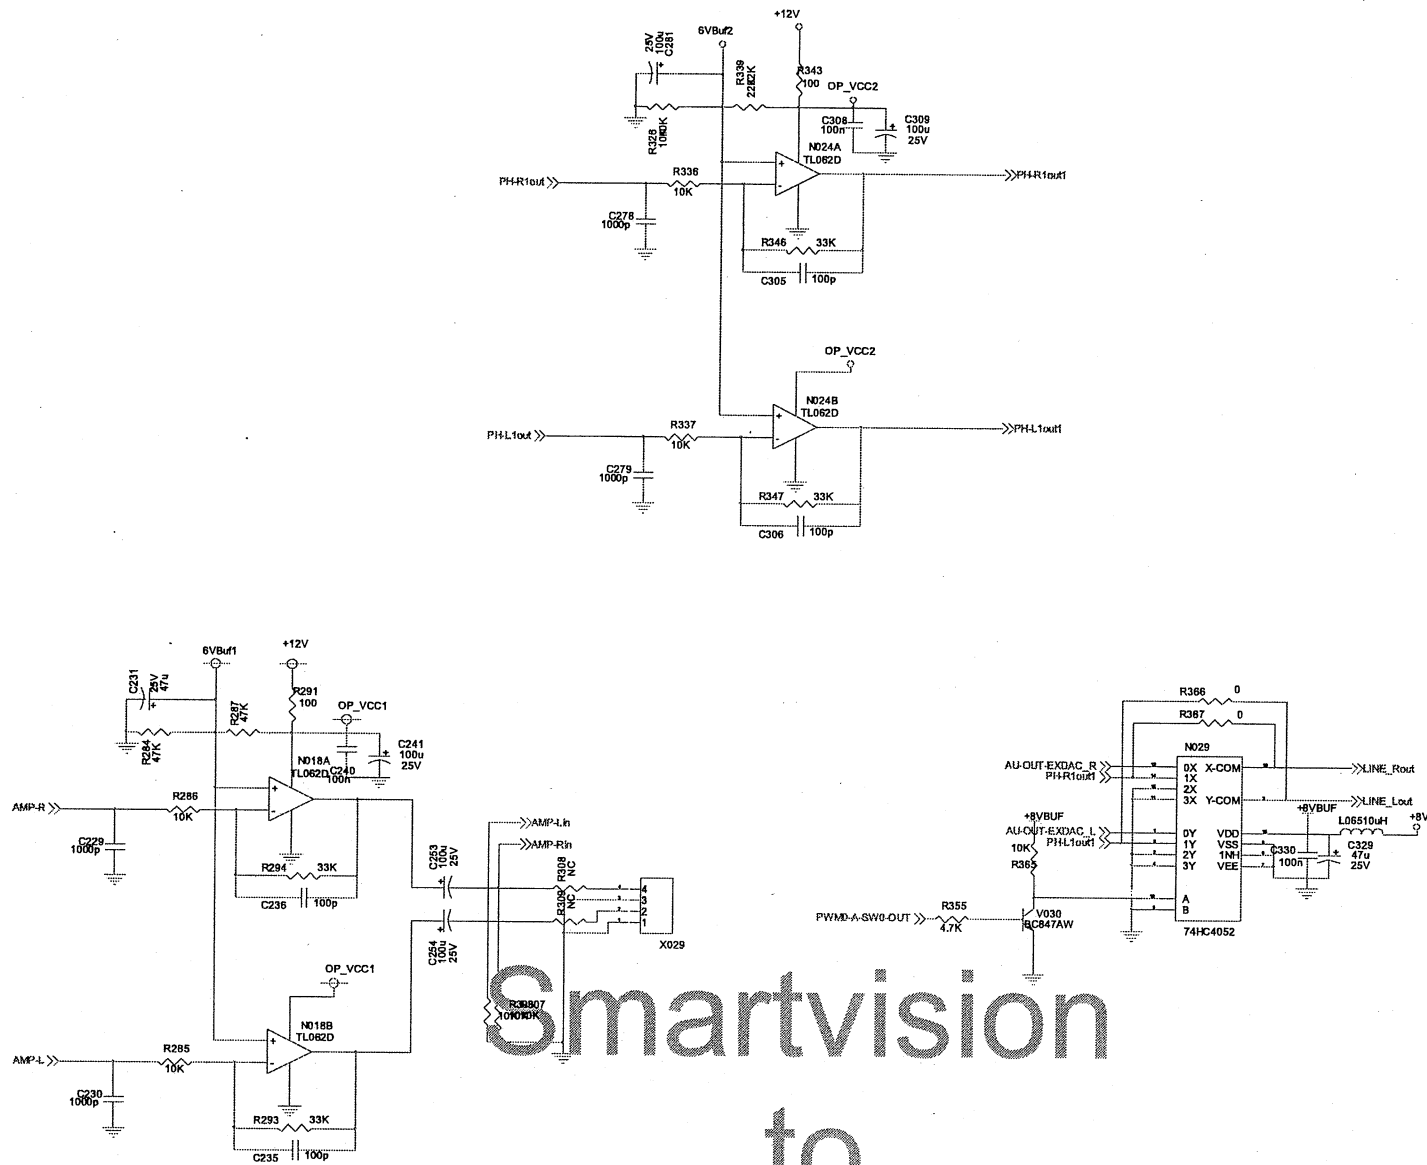 +12V
6VBuf2
25V
100u
C281
R339
R343
100
OP_VCC2
C308
100n
C309
100u
25V
R328
N024A
TL062D
PH-R1out
R336
10K
PH-R1out1
C278
1000p
R346 33K
C305 100p
OP_VCC2
N024B
TL062D
PH-L1out
R337
10K
PH-L1out1
C279
1000p
R347 33K
C306 100p
6VBuf1
+12V
C231
25V
47u
R287
47K
R291
100
OP_VCC1
R284
47K
C241
100u
25V
N018A
TL062D
C240
100n
AMP-R
R286
10K
C229
1000p
R294 33K
C236 100p
AMP-Lin
AMP-Rin
C253
100u
25V
R308
NC
R309
NC
4
3
2
1
X029
C254
100u
25V
OP_VCC1
N018B
TL062D
AMP-L
R285
10K
C230
1000p
R293 33K
C235 100p
R366 0
R367 0
N029
AU-OUT-EXDAC_R
PH-R1out1
0X X-COM
1X
2X
3X Y-COM
LINE_Rout
LINE_Lout
AU-OUT-EXDAC_L
PH-L1out1
0Y VDD
1Y VSS
2Y 1NH
3Y VEE
A
B
74HC4052
+8VBUF
L06510uH
+8V
C330
100n
C329
47u
25V
+8VBUF
10K
R365
PWM0-A-SW0-OUT
R355
4.7K
V030
BC847AW
Smartvision
to